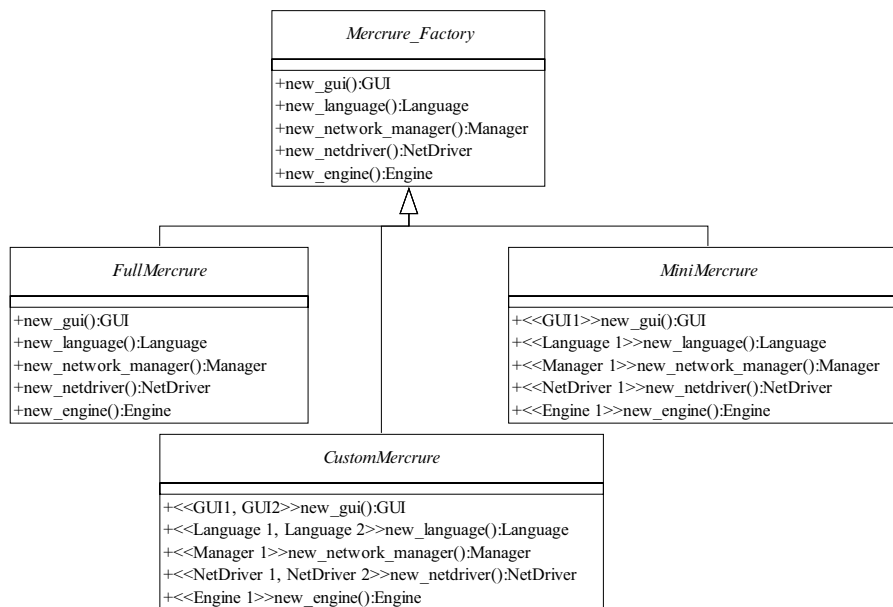 Mercrure_Factory
+new_gui():GUI
+new_language():Language
+new_network_manager():Manager
+new_netdriver():NetDriver
+new_engine():Engine
FullMercrure
+new_gui():GUI
+new_language():Language
+new_network_manager():Manager
+new_netdriver():NetDriver
+new_engine():Engine
MiniMercrure
+<<GUI1>>new_gui():GUI
+<<Language 1>>new_language():Language
+<<Manager 1>>new_network_manager():Manager
+<<NetDriver 1>>new_netdriver():NetDriver
+<<Engine 1>>new_engine():Engine
CustomMercrure
+<<GUI1, GUI2>>new_gui():GUI
+<<Language 1, Language 2>>new_language():Language
+<<Manager 1>>new_network_manager():Manager
+<<NetDriver 1, NetDriver 2>>new_netdriver():NetDriver
+<<Engine 1>>new_engine():Engine